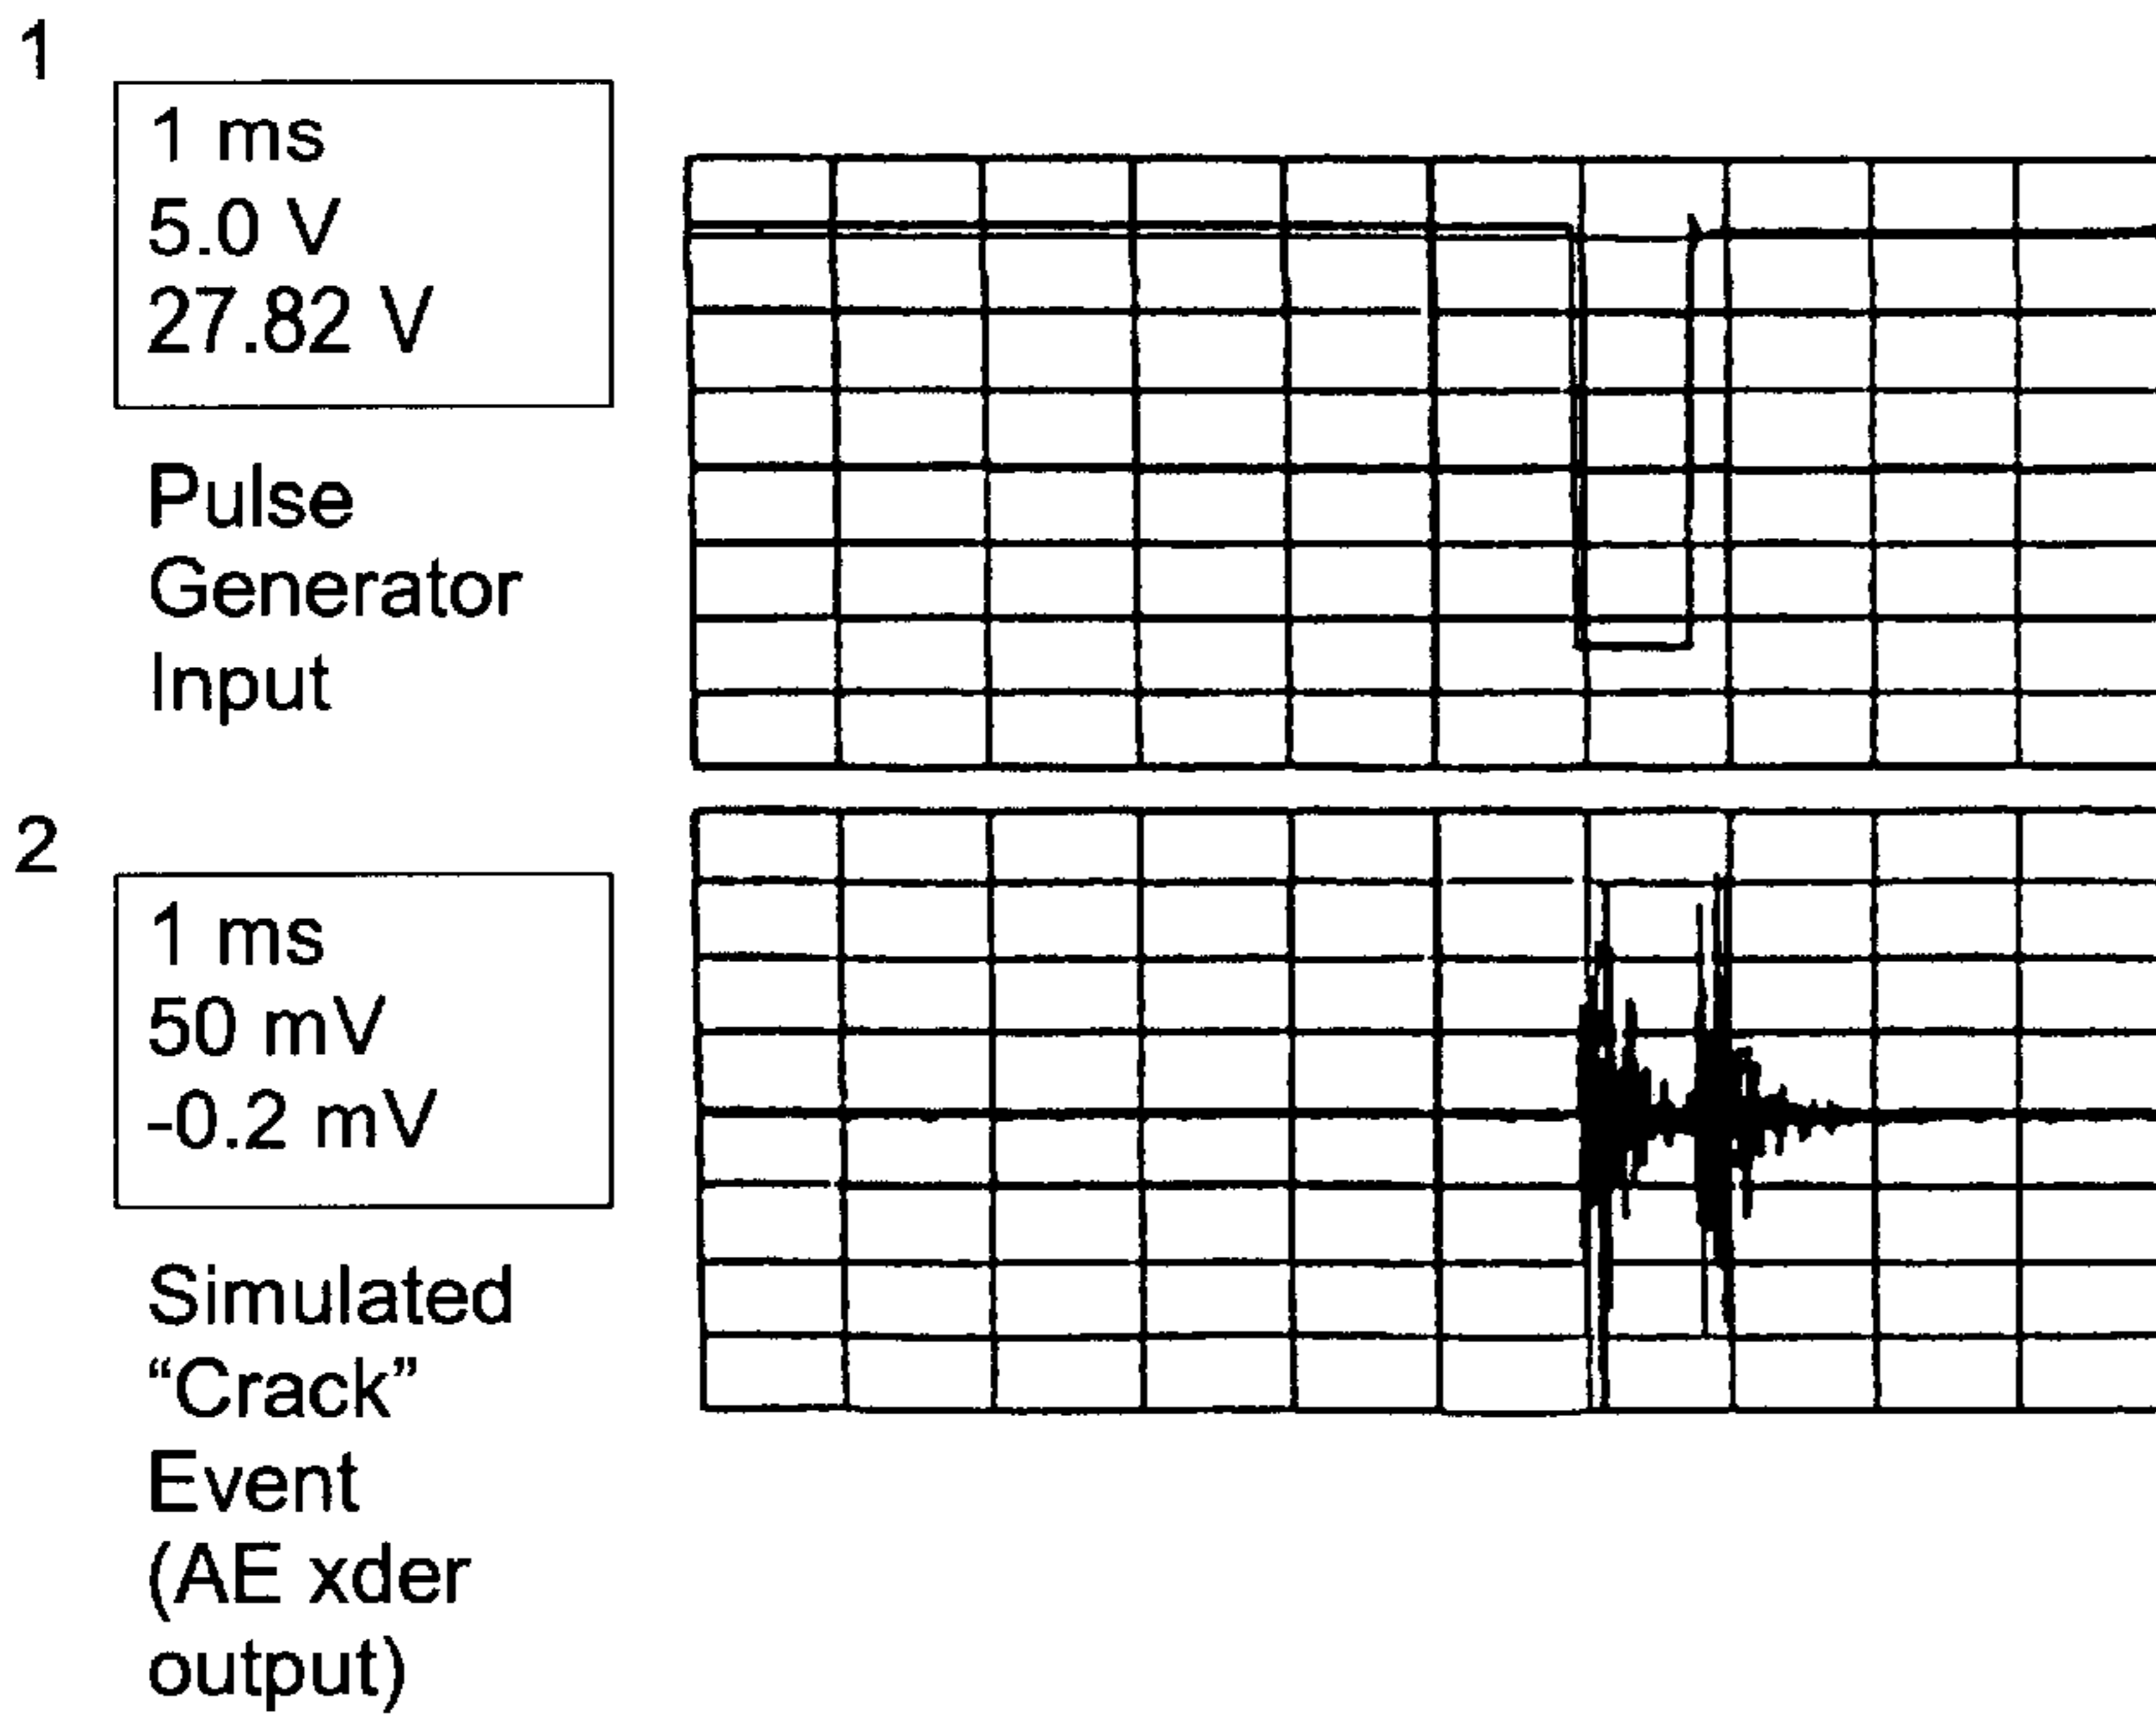 1
1 ms
5.0 V
27.82 V
Pulse
Generator
Input
2
1 ms
50 mV
-0.2 mV
Simulated
“Crack”
Event
(AE xder
output)